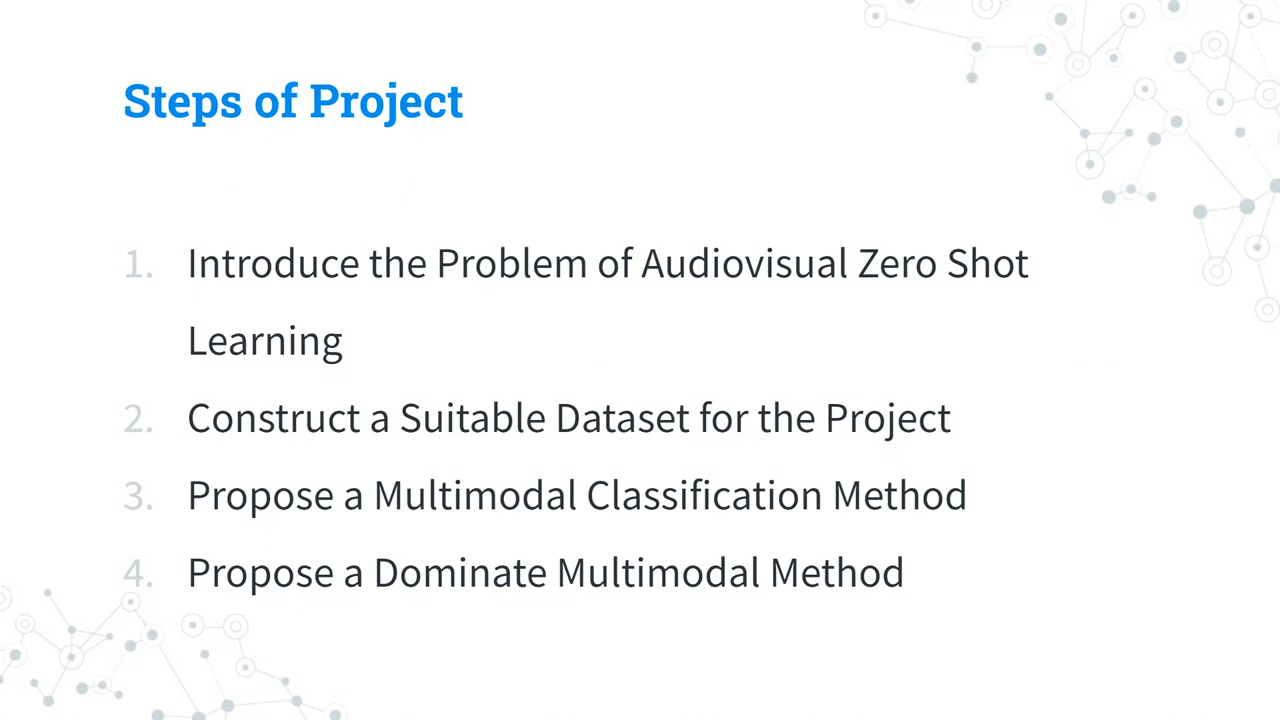 Steps of Project
1. Introduce the Problem of Audiovisual Zero Shot
Learning
2. Construct a Suitable Dataset for the Project
3. Propose a Multimodal Classification Method
4. Propose a Dominate Multimodal Method